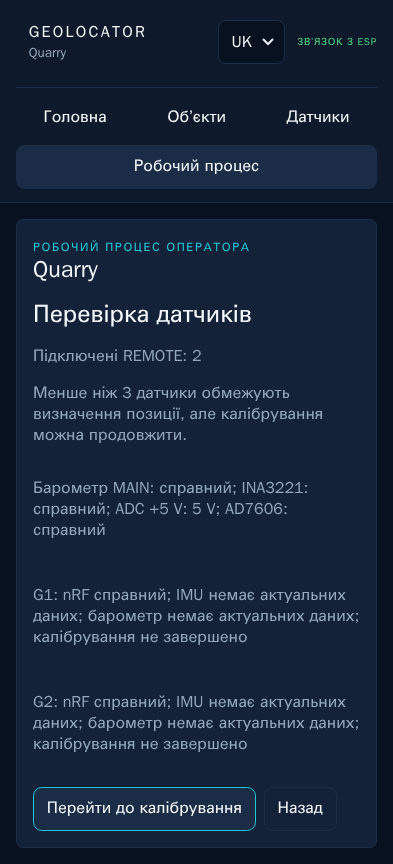 GEOLOCATOR
Quarry
UK
ЗВ'ЯЗОК З ESP
Головна
Об'єкти
Датчики
Робочий процес
РОБОЧИЙ ПРОЦЕС ОПЕРАТОРА
Quarry
Перевірка датчиків
Підключені REMOTE: 2
Менше ніж 3 датчики обмежують
визначення позиції, але калібрування
можна продовжити.
Барометр MAIN: справний; INA3221:
справний; ADC +5 V: 5 V; AD7606:
справний
G1: nRF справний; IMU немає актуальних
даних; барометр немає актуальних даних;
калібрування не завершено
G2: nRF справний; IMU немає актуальних
даних; барометр немає актуальних даних;
калібрування не завершено
Перейти до калібрування
Назад